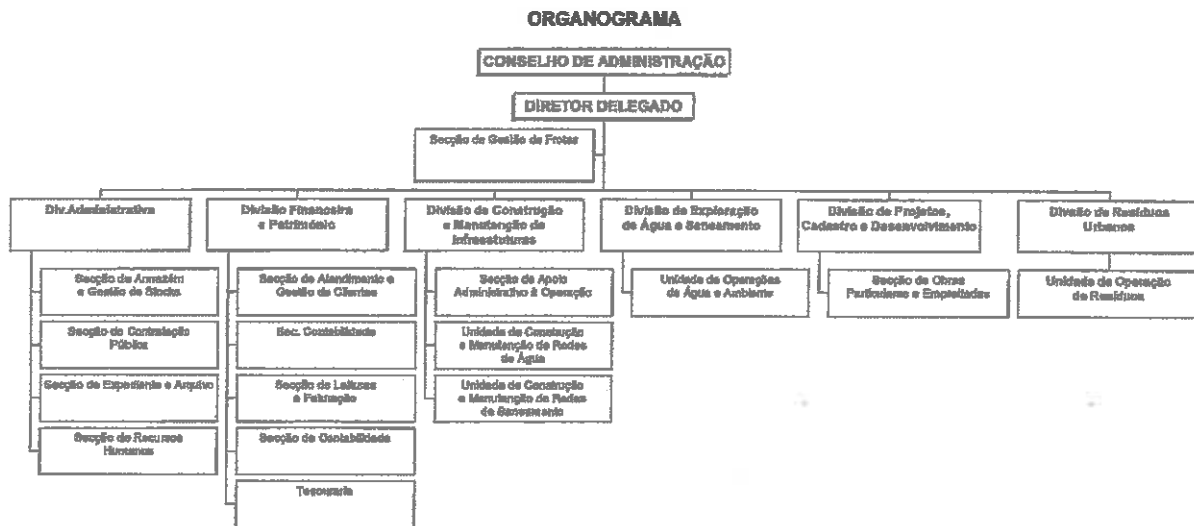 ORGANOGRAMA
CONSELHO DE ADMINISTRAÇÃO
DIRETOR DELEGADO
Secção de Gestão de Frotas
Div.Administrativa
Divisão Financeira
e Património
Divisão de Construção
e Manutenção de
Infraestuturas
Divisão de Exploração
de Água e Saneamento
Divisão de Projetos,
Cadastro e Desenvolvimento
Divisão de Resíduos
Urbanos
Secção de Armazém
e Gestão de Stocks
Secção de Contratação
Pública
Secção de Expediente e Arquivo
Secção de Recursos
Humanos
Secção de Atendimento e
Gestão de Clientes
Sec. Contabilidade
Secção de Leituras
e Faturação
Secção de Contabilidade
Tesouraria
Secção de Apoio
Administrativo à Operação
Unidade de Construção
e Manutenção de Redes
de Água
Unidade de Construção
e Manutenção de Redes
de Saneamento
Unidade de Operações
de Água e Ambiente
Secção de Obras
Particulares e Empreitadas
Unidade de Operação
de Resíduos